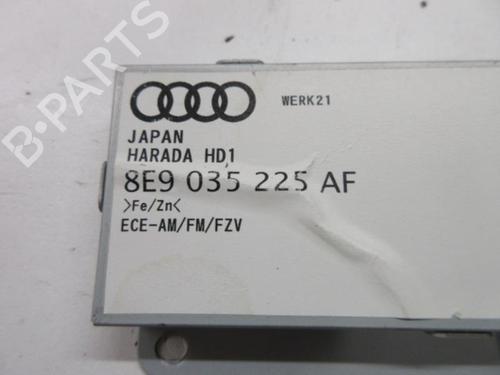 B-PARTS
WERK21
JAPAN
HARADA HD1
8E9 035 225 AF
>Fe/Zn<
ECE-AM/FM/FZV